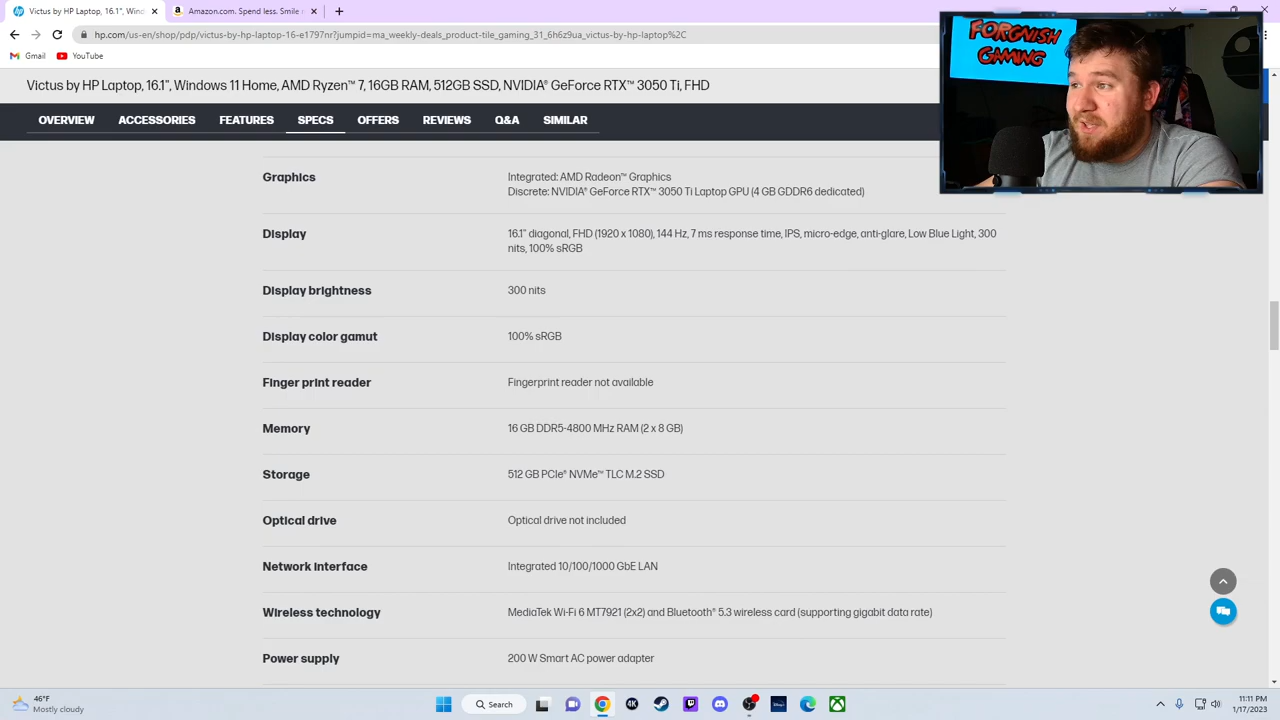 Victus by HP Laptop, 16.1", Wind
Amazon.com. Spend less. Smile
hp.com/us-en/shop/pdp/victus-by-hp-lap
weekly-deals_product-tile_gaming_31_6h6z9ua_victus-by-hp-laptop%2C
Gmail
YouTube
FORGNISH
GAMING
Victus by HP Laptop, 16.1", Windows 11 Home, AMD Ryzen™ 7, 16GB RAM, 512GB SSD, NVIDIA® GeForce RTX™ 3050 Ti, FHD
OVERVIEW ACCESSORIES FEATURES SPECS OFFERS REVIEWS Q&A SIMILAR
Graphics
Integrated: AMD Radeon™ Graphics
Discrete: NVIDIA® GeForce RTX™ 3050 Ti Laptop GPU (4 GB GDDR6 dedicated)
Display
16.1" diagonal, FHD (1920 x 1080), 144 Hz, 7 ms response time, IPS, micro-edge, anti-glare, Low Blue Light, 300
nits, 100% sRGB
Display brightness
300 nits
Display color gamut
100% sRGB
Finger print reader
Fingerprint reader not available
Memory
16 GB DDR5-4800 MHz RAM (2 x 8 GB)
Storage
512 GB PCIe® NVMe™ TLC M.2 SSD
Optical drive
Optical drive not included
Network interface
Integrated 10/100/1000 GbE LAN
Wireless technology
MediaTek Wi-Fi 6 MT7921 (2x2) and Bluetooth® 5.3 wireless card (supporting gigabit data rate)
Power supply
200 W Smart AC power adapter
46°F
Mostly cloudy
Search
11:11 PM
1/17/2023